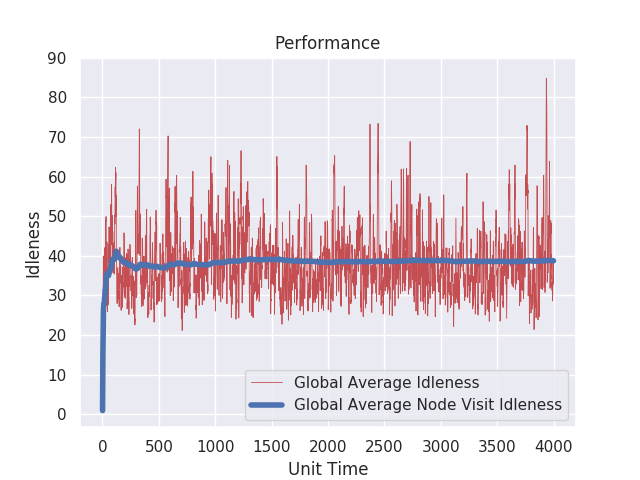 Performance
Idleness
90
80
70
60
50
40
30
20
10
0
Global Average Idleness
Global Average Node Visit Idleness
0 500 1000 1500 2000 2500 3000 3500 4000
Unit Time